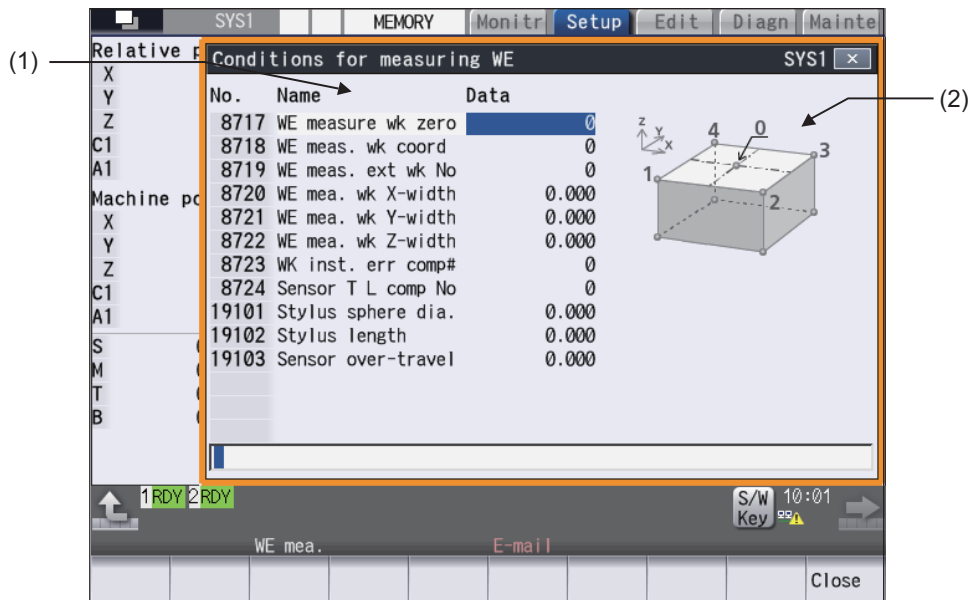 SYS1 MEMORY Monitr Setup Edit Diagn Mainte
(1)
(2)
Relative p
X
Y
Z
C1
A1
Machine po
X
Y
Z
C1
A1
S
M
T
B
Conditions for measuring WE SYS1 ×
No. Name Data
8717 WE measure wk zero 0
8718 WE meas. wk coord 0
8719 WE meas. ext wk No 0
8720 WE mea. wk X-width 0.000
8721 WE mea. wk Y-width 0.000
8722 WE mea. wk Z-width 0.000
8723 WK inst. err comp# 0
8724 Sensor T L comp No 0
19101 Stylus sphere dia. 0.000
19102 Stylus length 0.000
19103 Sensor over-travel 0.000
Z Y X
4 0 3
1 2
1 RDY 2 RDY
S/W Key 10:01
WE mea. E-mail
Close